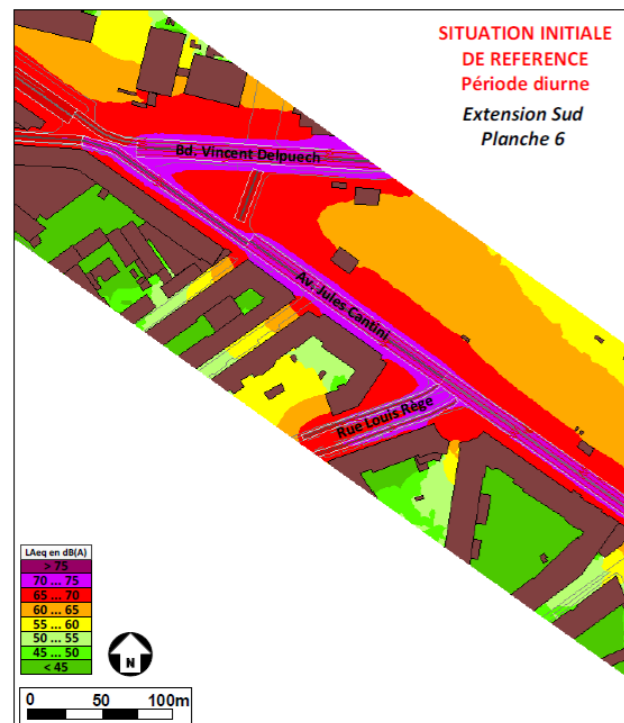 SITUATION INITIALE
DE REFERENCE
Période diurne
Extension Sud
Planche 6
Bd. Vincent Delpuech
Av. Jules Cantini
Rue Louis Rège
LAeq en dB(A)
> 75
70 ... 75
65 ... 70
60 ... 65
55 ... 60
50 ... 55
45 ... 50
< 45
N
0 50 100m